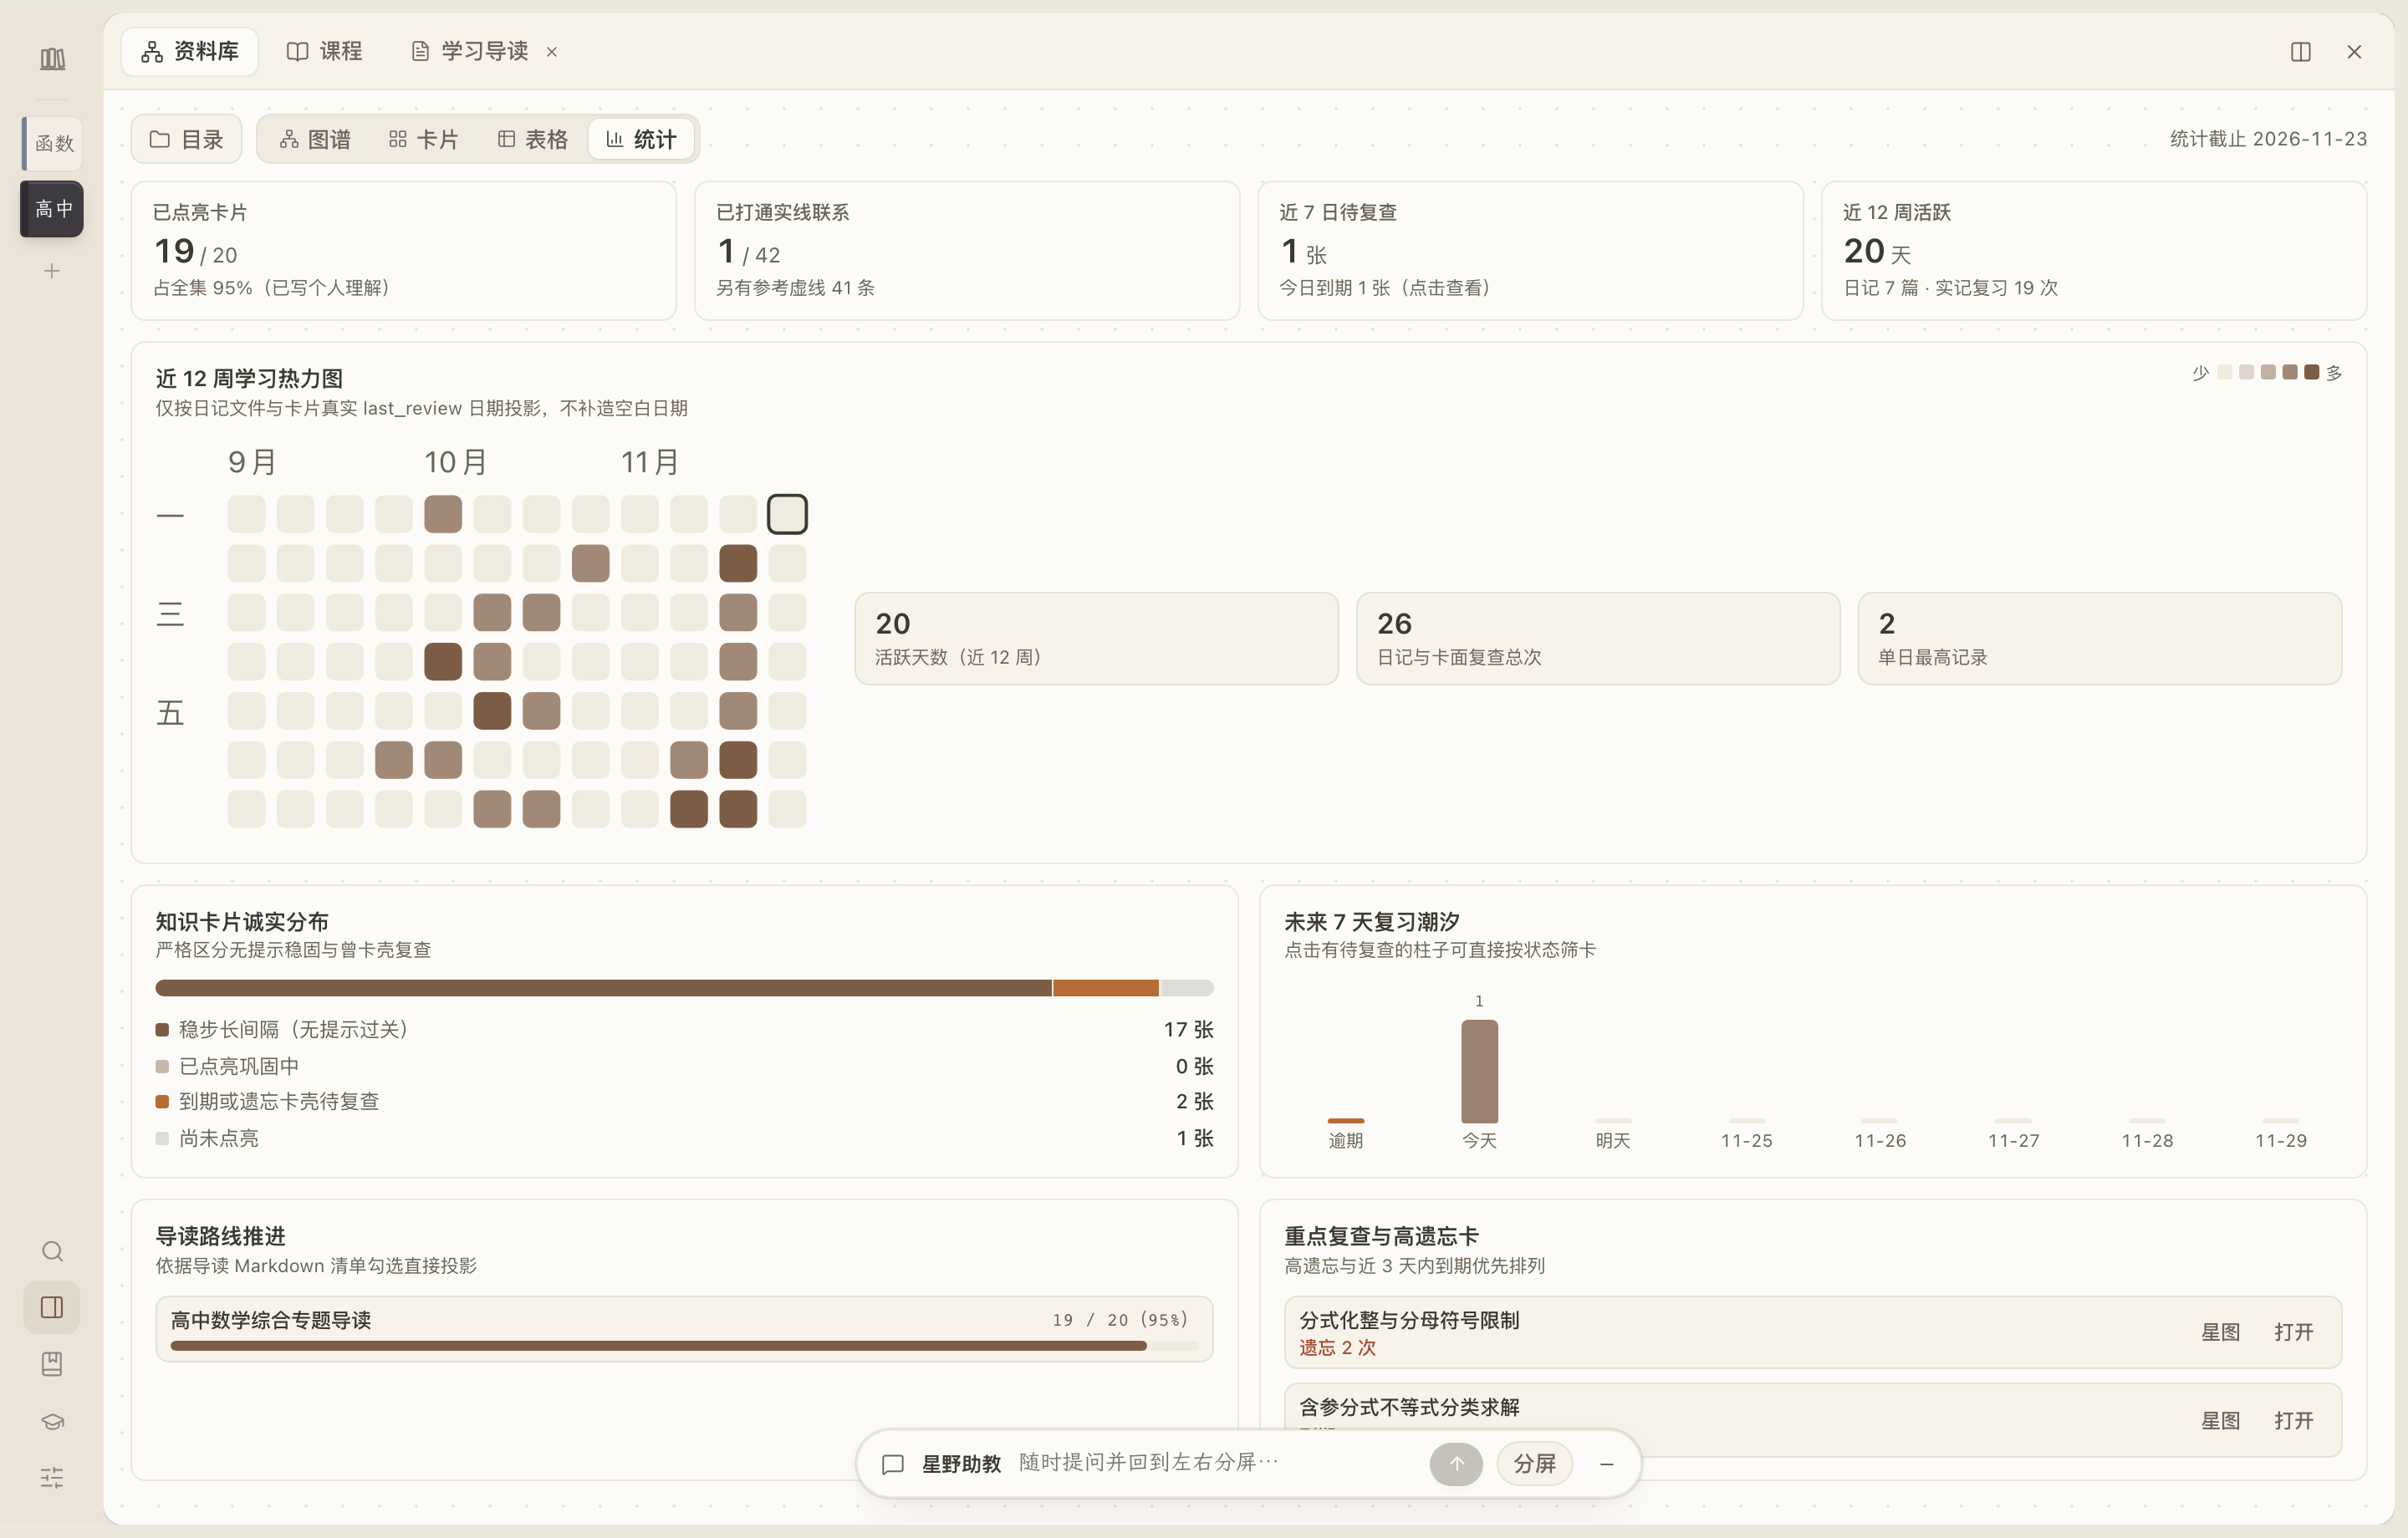 资料库
课程
学习导读
函数
高中
目录
图谱
卡片
表格
统计
统计截止 2026-11-23
已点亮卡片
19 / 20
占全集 95%（已写个人理解）
已打通实线联系
1 / 42
另有参考虚线 41 条
近 7 日待复查
1 张
今日到期 1 张（点击查看）
近 12 周活跃
20 天
日记 7 篇 · 实记复习 19 次
近 12 周学习热力图
仅按日记文件与卡片真实 last_review 日期投影，不补造空白日期
少
多
9月
10月
11月
一
三
五
20
活跃天数（近 12 周）
26
日记与卡面复查总次
2
单日最高记录
知识卡片诚实分布
严格区分无提示稳固与曾卡壳复查
稳步长间隔（无提示过关） 17 张
已点亮巩固中 0 张
到期或遗忘卡壳待复查 2 张
尚未点亮 1 张
未来 7 天复习潮汐
点击有待复查的柱子可直接按状态筛卡
1
逾期
今天
明天
11-25
11-26
11-27
11-28
11-29
导读路线推进
依据导读 Markdown 清单勾选直接投影
高中数学综合专题导读 19 / 20 (95%)
重点复查与高遗忘卡
高遗忘与近 3 天内到期优先排列
分式化整与分母符号限制
遗忘 2 次
星图 打开
含参分式不等式分类求解
星图 打开
星野助教 随时提问并回到左右分屏…
分屏